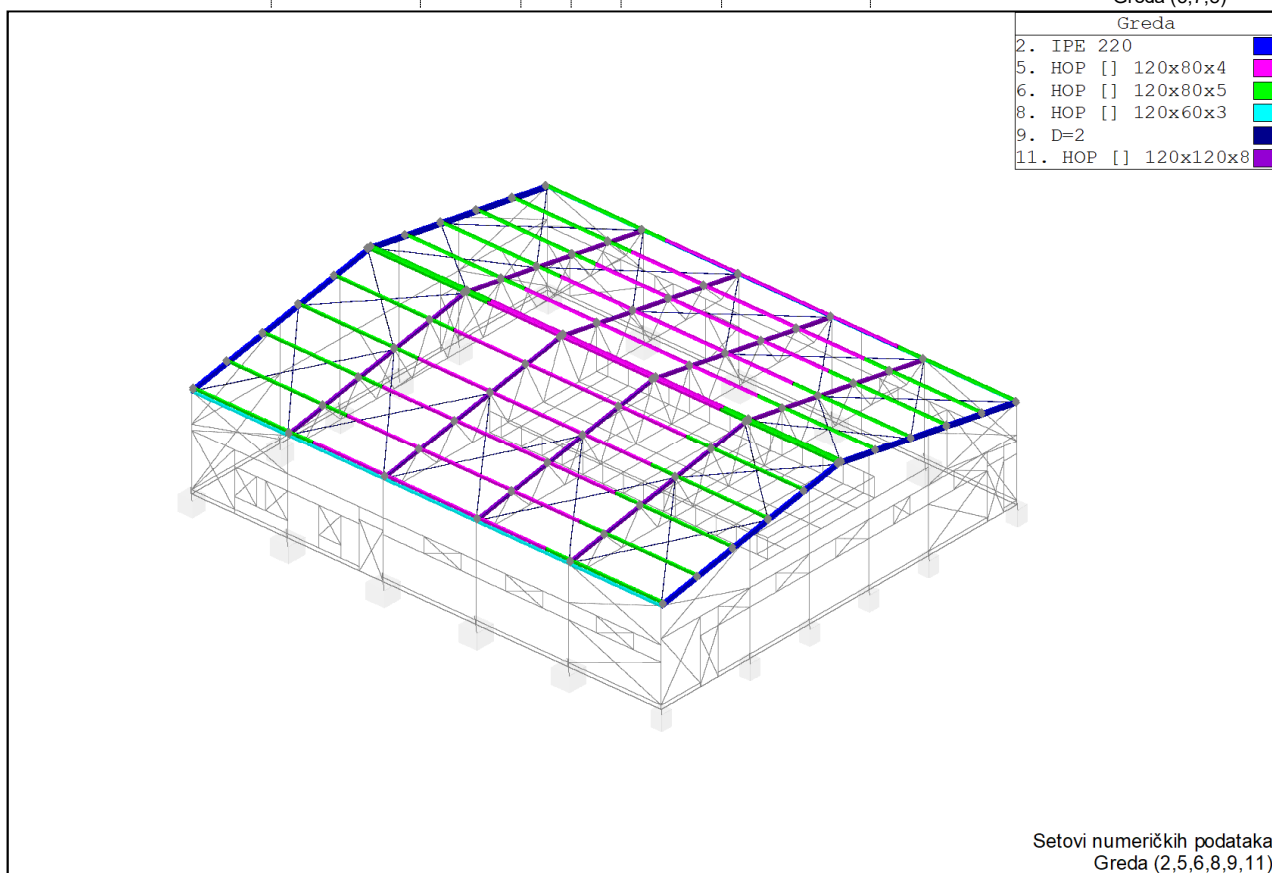 Greda
2. IPE 220
5. HOP [] 120x80x4
6. HOP [] 120x80x5
8. HOP [] 120x60x3
9. D=2
11. HOP [] 120x120x8
Setovi numeričkih podataka
Greda (2,5,6,8,9,11)